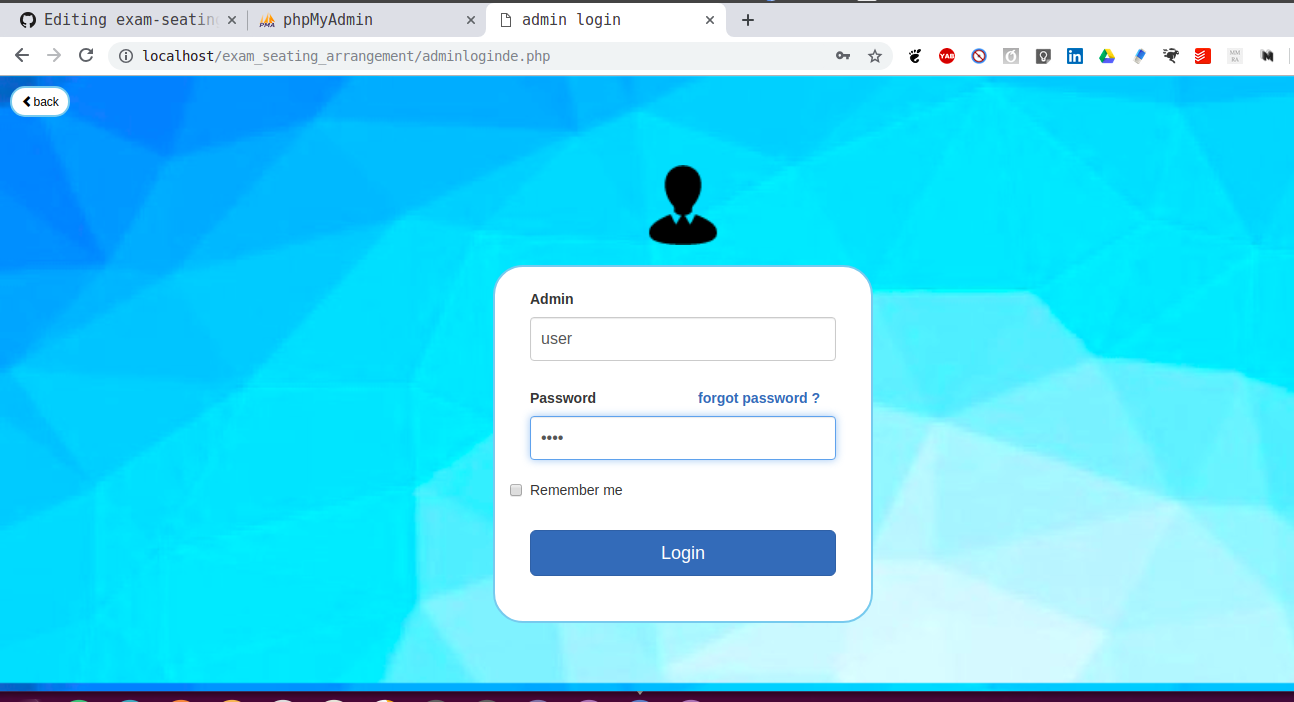 Editing exam-seatin
phpMyAdmin
admin login
localhost/exam_seating_arrangement/adminloginde.php
back
Admin
user
Password forgot password ?
••••
Remember me
Login